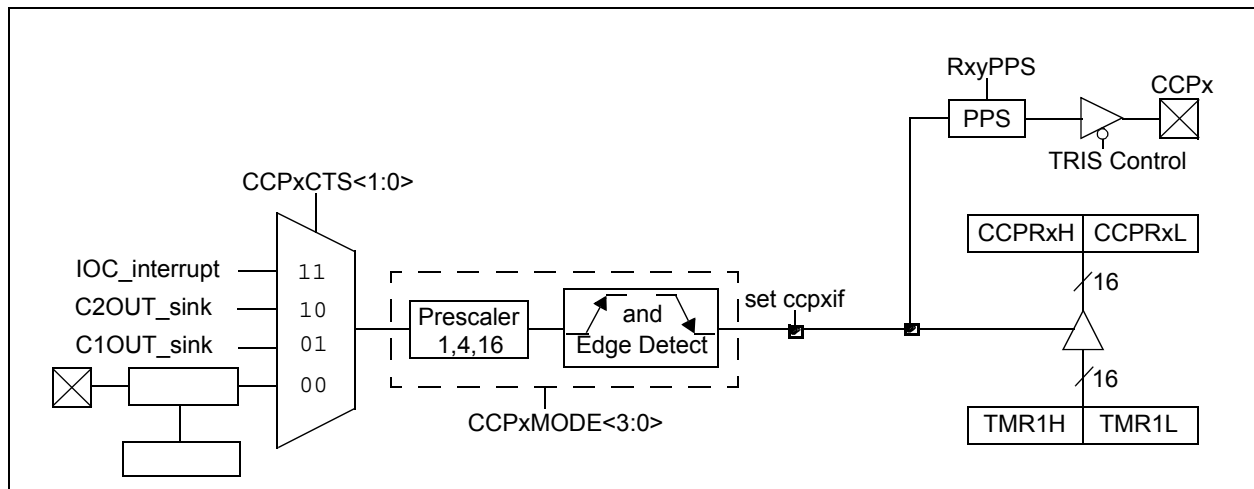 RxyPPS
CCPx
PPS
TRIS Control
CCPxCTS<1:0>
CCPRxH CCPRxL
IOC_interrupt 11
16
C2OUT_sink 10
set ccpxif
Prescaler
1,4,16
and
Edge Detect
C1OUT_sink 01
00
16
CCPxMODE<3:0>
TMR1H TMR1L